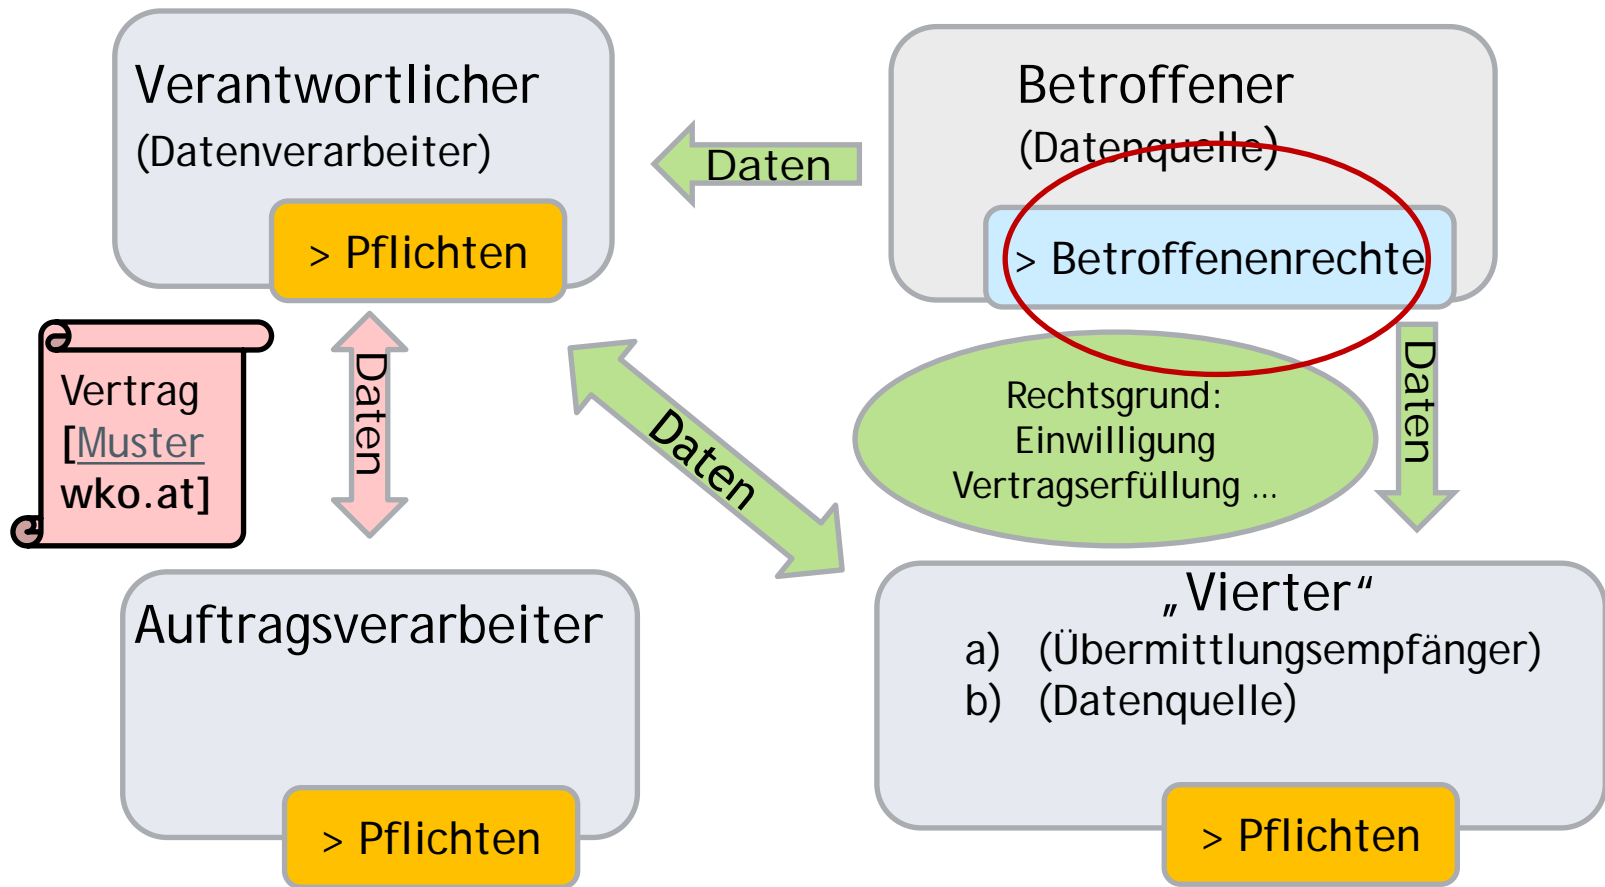 Verantwortlicher
(Datenverarbeiter)
> Pflichten
Daten
Betroffener
(Datenquelle)
> Betroffenenrechte
Vertrag
[Muster
wko.at]
Daten
Daten
Rechtsgrund:
Einwilligung
Vertragserfüllung ...
Daten
Auftragsverarbeiter
> Pflichten
„Vierter“
a) (Übermittlungsempfänger)
b) (Datenquelle)
> Pflichten